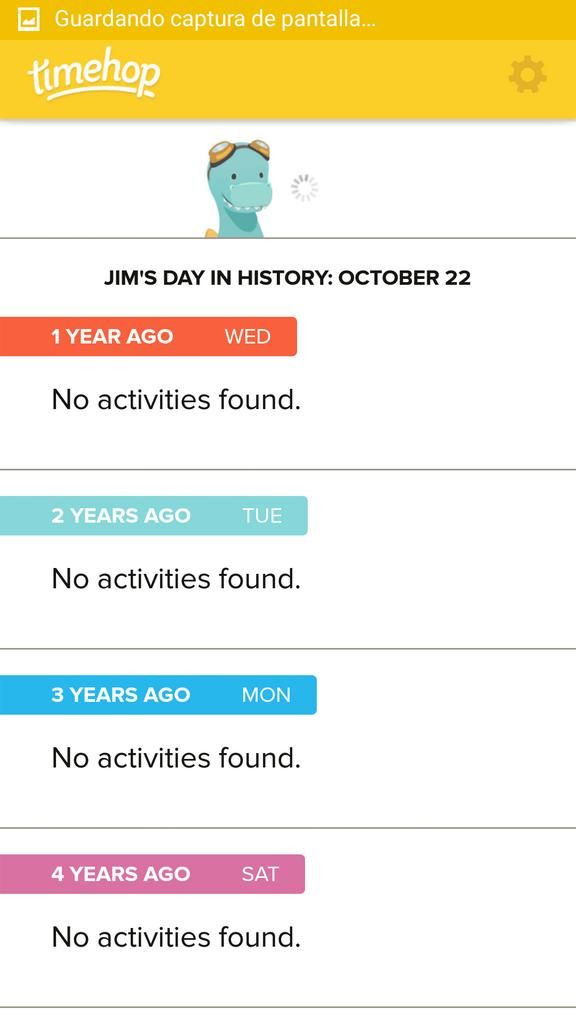 Guardando captura de pantalla...
timehop
JIM'S DAY IN HISTORY: OCTOBER 22
1 YEAR AGO WED
No activities found.
2 YEARS AGO TUE
No activities found.
3 YEARS AGO MON
No activities found.
4 YEARS AGO SAT
No activities found.